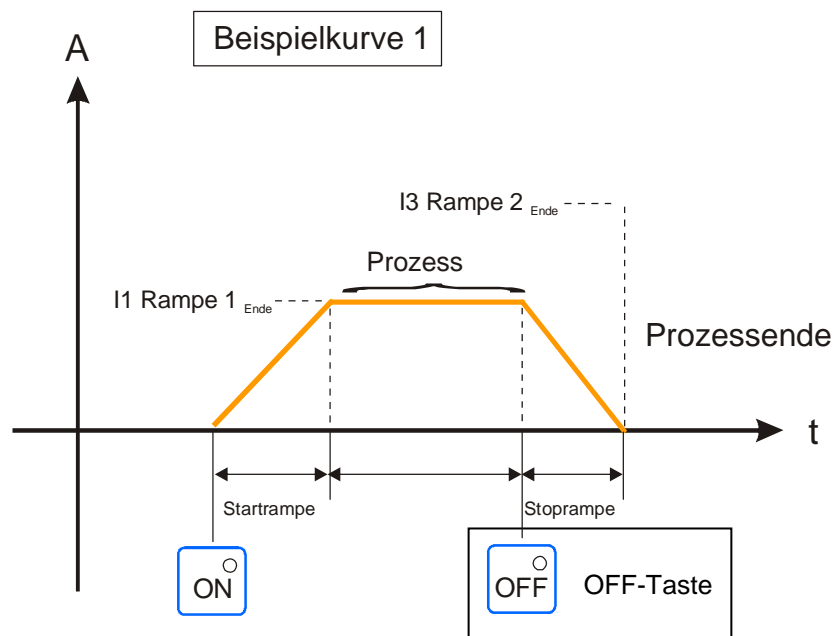 Beispielkurve 1
A
I3 Rampe 2 Ende
Prozess
I1 Rampe 1 Ende
Prozessende
t
Startrampe
Stoprampe
ON
OFF
OFF-Taste